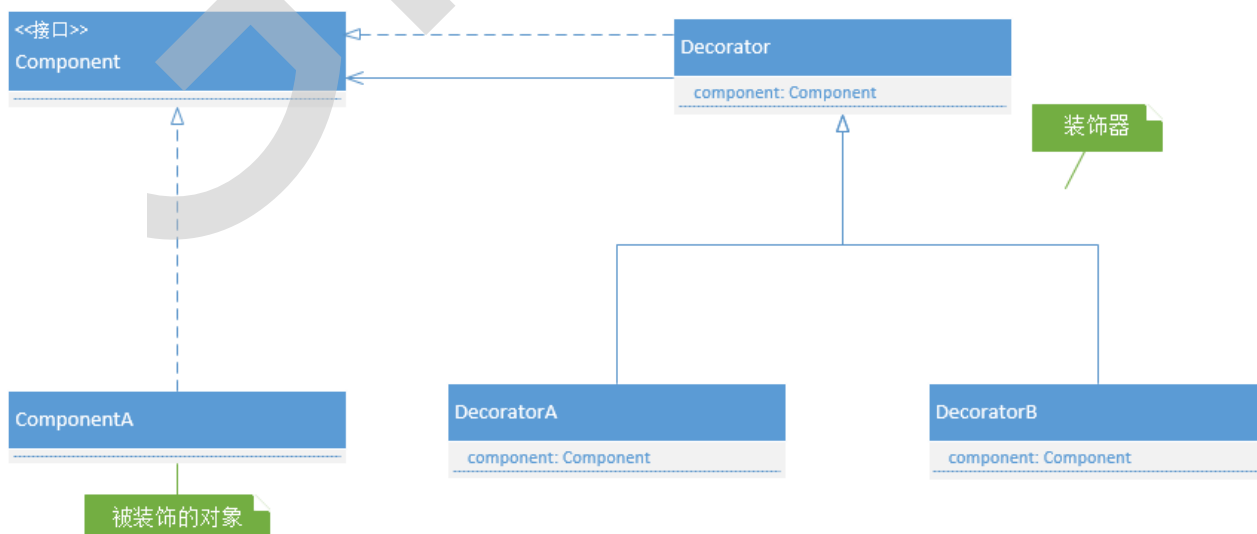 <<接口>>
Component
Decorator
component: Component
装饰器
ComponentA
被装饰的对象
DecoratorA
component: Component
DecoratorB
component: Component